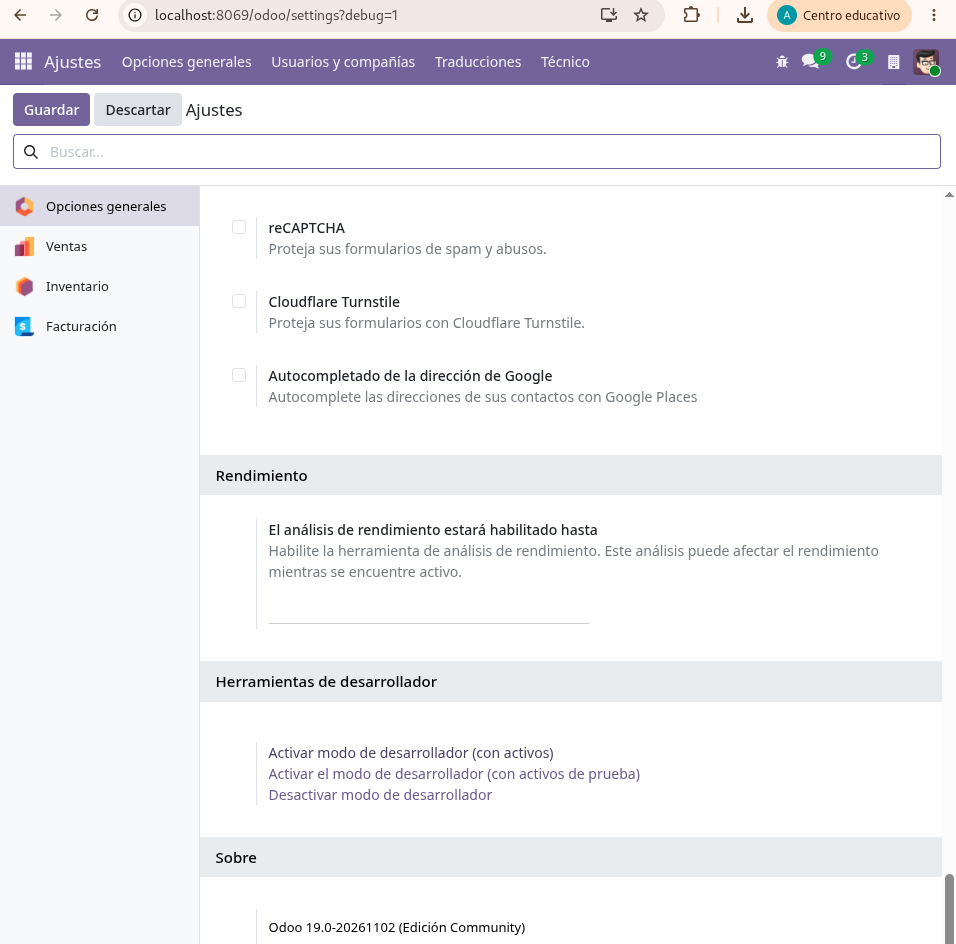 localhost:8069/odoo/settings?debug=1
A Centro educativo
Ajustes Opciones generales Usuarios y compañías Traducciones Técnico 9 3
Guardar Descartar Ajustes
Buscar...
Opciones generales
Ventas
Inventario
Facturación
reCAPTCHA
Proteja sus formularios de spam y abusos.
Cloudflare Turnstile
Proteja sus formularios con Cloudflare Turnstile.
Autocompletado de la dirección de Google
Autocomplete las direcciones de sus contactos con Google Places
Rendimiento
El análisis de rendimiento estará habilitado hasta
Habilite la herramienta de análisis de rendimiento. Este análisis puede afectar el rendimiento
mientras se encuentre activo.
Herramientas de desarrollador
Activar modo de desarrollador (con activos)
Activar el modo de desarrollador (con activos de prueba)
Desactivar modo de desarrollador
Sobre
Odoo 19.0-20261102 (Edición Community)